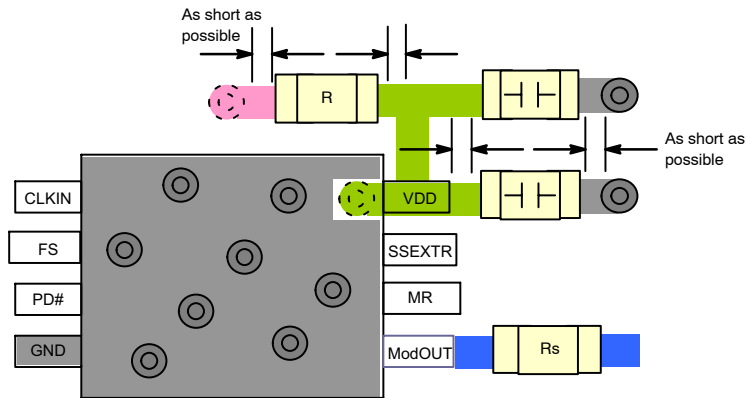 As short as
possible
R
As short as
possible
CLKIN
VDD
FS
SSEXTR
PD#
MR
GND
ModOUT
Rs